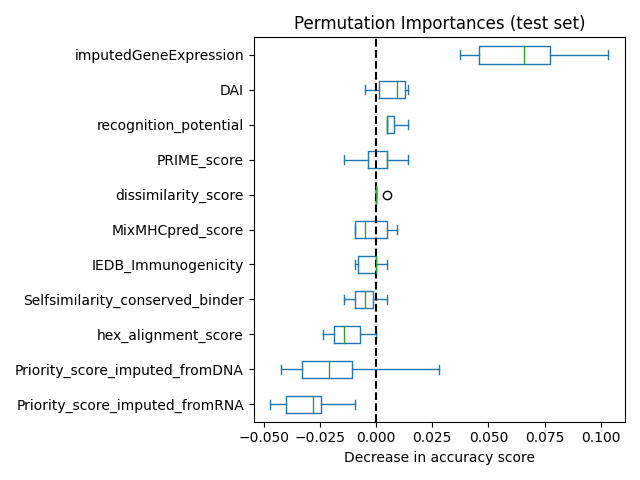 Permutation Importances (test set)
imputedGeneExpression
DAI
recognition_potential
PRIME_score
dissimilarity_score
MixMHCpred_score
IEDB_Immunogenicity
Selfsimilarity_conserved_binder
hex_alignment_score
Priority_score_imputed_fromDNA
Priority_score_imputed_fromRNA
−0.050 −0.025 0.000 0.025 0.050 0.075 0.100
Decrease in accuracy score